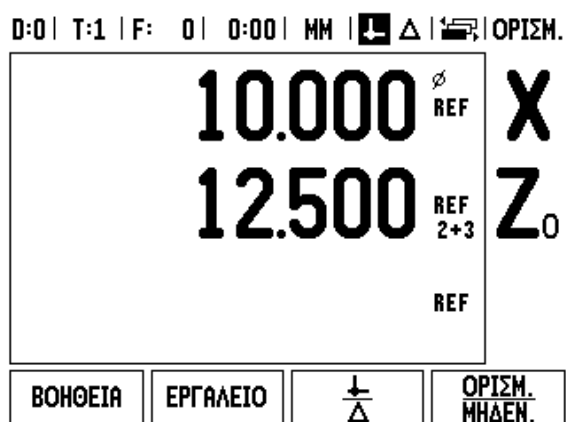 D:0 | T:1 | F: 0 | 0:00 | MM | Δ | ΟΡΙΣΜ.
10.000 Ø REF X
12.500 REF 2+3 Z0
REF
ΒΟΗΘΕΙΑ ΕΡΓΑΛΕΙΟ Δ ΟΡΙΣΜ.
ΜΗΔΕΝ.